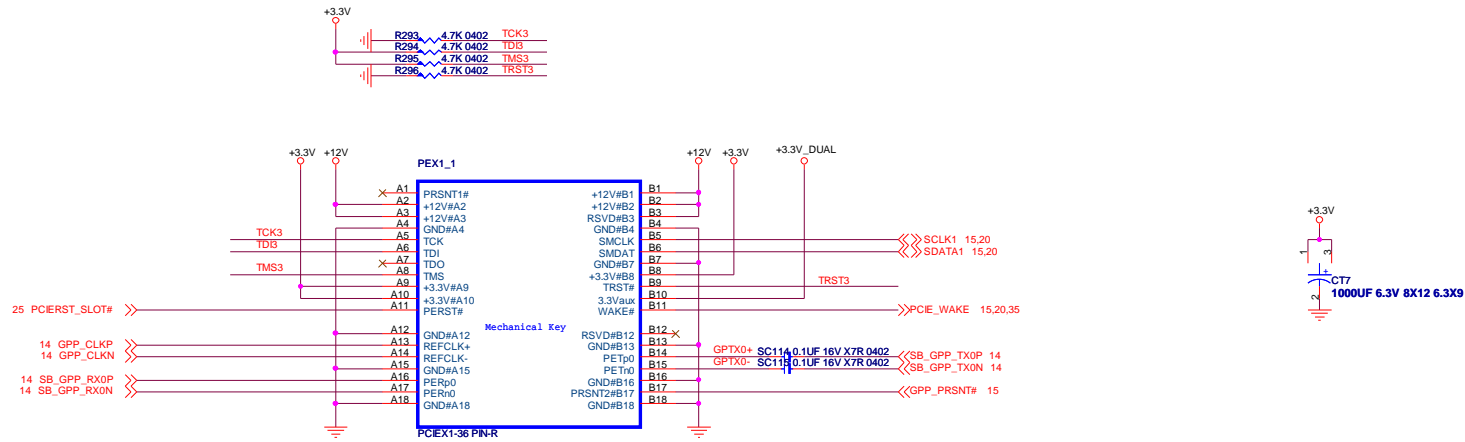 +3.3V
R293 4.7K 0402 TCK3
R294 4.7K 0402 TDI3
R295 4.7K 0402 TMS3
R296 4.7K 0402 TRST3
+3.3V +12V
PEX1_1
+12V +3.3V +3.3V_DUAL
A1 PRSNT1# +12V#B1 B1
A2 +12V#A2 +12V#B2 B2
A3 +12V#A3 RSVD#B3 B3
A4 GND#A4 GND#B4 B4
TCK3 A5 TCK SMCLK B5 SCLK1 15,20
TDI3 A6 TDI SMDAT B6 SDATA1 15,20
A7 TDO GND#B7 B7
TMS3 A8 TMS +3.3V#B8 B8
A9 +3.3V#A9 TRST# B9 TRST3
A10 +3.3V#A10 3.3Vaux B10
25 PCIERST_SLOT# A11 PERST# WAKE# B11 PCIE_WAKE 15,20,35
Mechanical Key
A12 GND#A12 RSVD#B12 B12
14 GPP_CLKP A13 REFCLK+ GND#B13 B13
14 GPP_CLKN A14 REFCLK- PETp0 B14 GPTX0+ SC114 0.1UF 16V X7R 0402 SB_GPP_TX0P 14
A15 GND#A15 PETn0 B15 GPTX0- SC115 0.1UF 16V X7R 0402 SB_GPP_TX0N 14
14 SB_GPP_RX0P A16 PERp0 GND#B16 B16
14 SB_GPP_RX0N A17 PERn0 PRSNT2#B17 B17 GPP_PRSNT# 15
A18 GND#A18 GND#B18 B18
PCIEX1-36 PIN-R
+3.3V
1 3
+
CT7
2
1000UF 6.3V 8X12 6.3X9